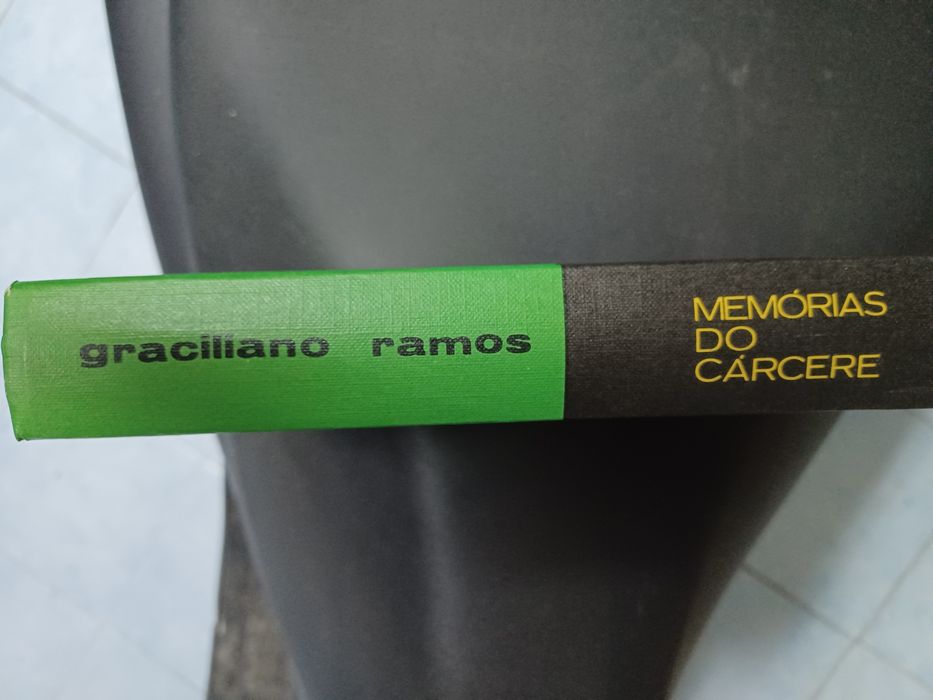 graciliano ramos
MEMÓRIAS
DO
CÁRCERE